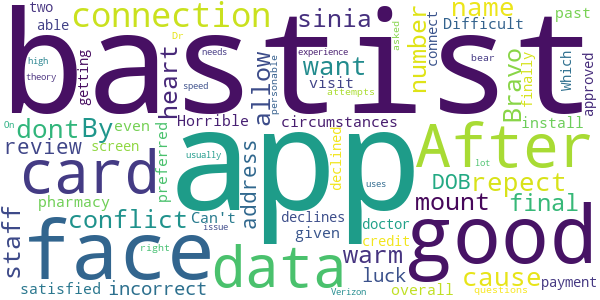 two
able
connection
sinia
number
name
past
Difficult
connect
bastist
high
theory
getting
Dr
needs
speed
heart
allow
want
visit
experience
personable
attempts
asked
Bravo
finally
bear
Which
approved
dont
By
even
Horrible
circumstances
install
review
screen
preferred
address
app
declined
After
card
pharmacy
DOB
repect
On
usually
lot
uses
staff
conflict
Can't
issue
declines
given
doctor
credit
mount
final
face
right
data
warm
luck
good
cause
payment
satisfied
incorrect
Verizon
overall
questions